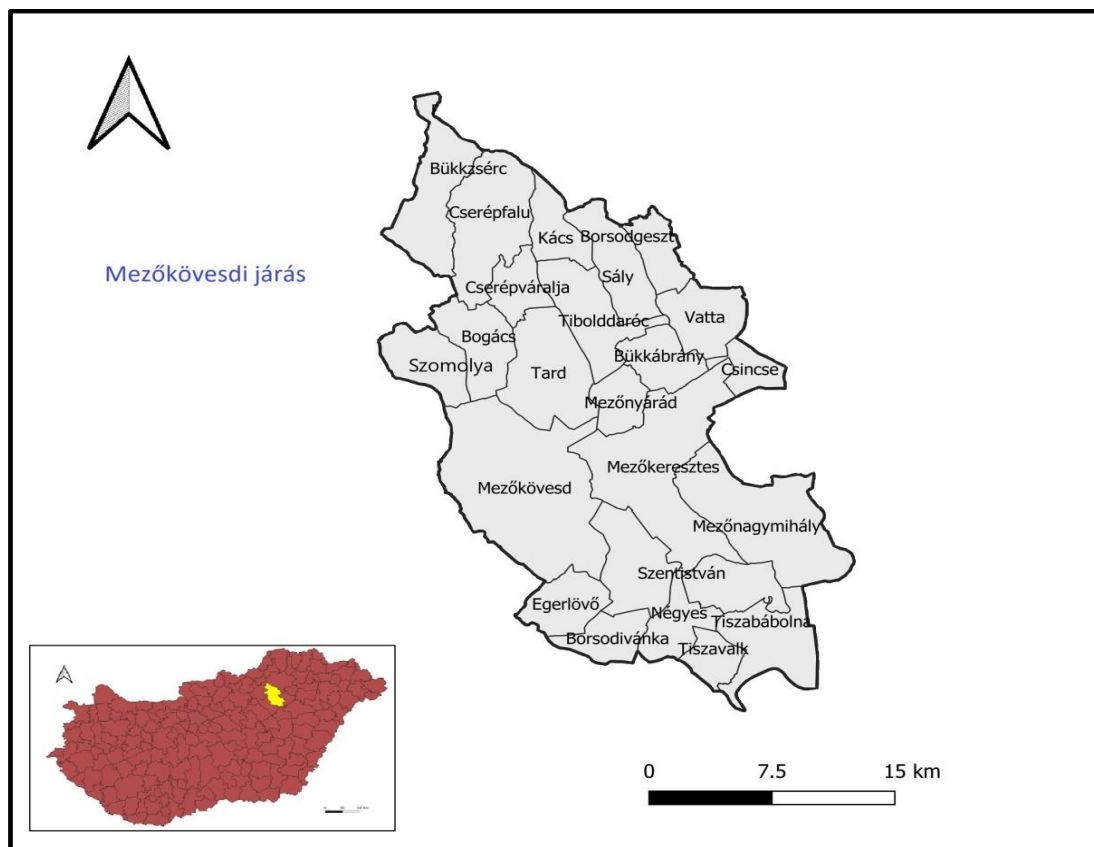 Bükkzsérc
Cserépfalu
Kács
Borsodgeszt
Mezőkövesdi járás
Sály
Cserépváralja
Tibolddaróc
Vatta
Bogács
Bükkábrány
Szomolya
Tard
Csincse
Mezőnyárád
Mezőkeresztes
Mezőkövesd
Mezőnagymihály
Szentistván
Egerlövő
Négyes
Tiszabábolna
Borsodivánka
Tiszavalk
0 7.5 15 km